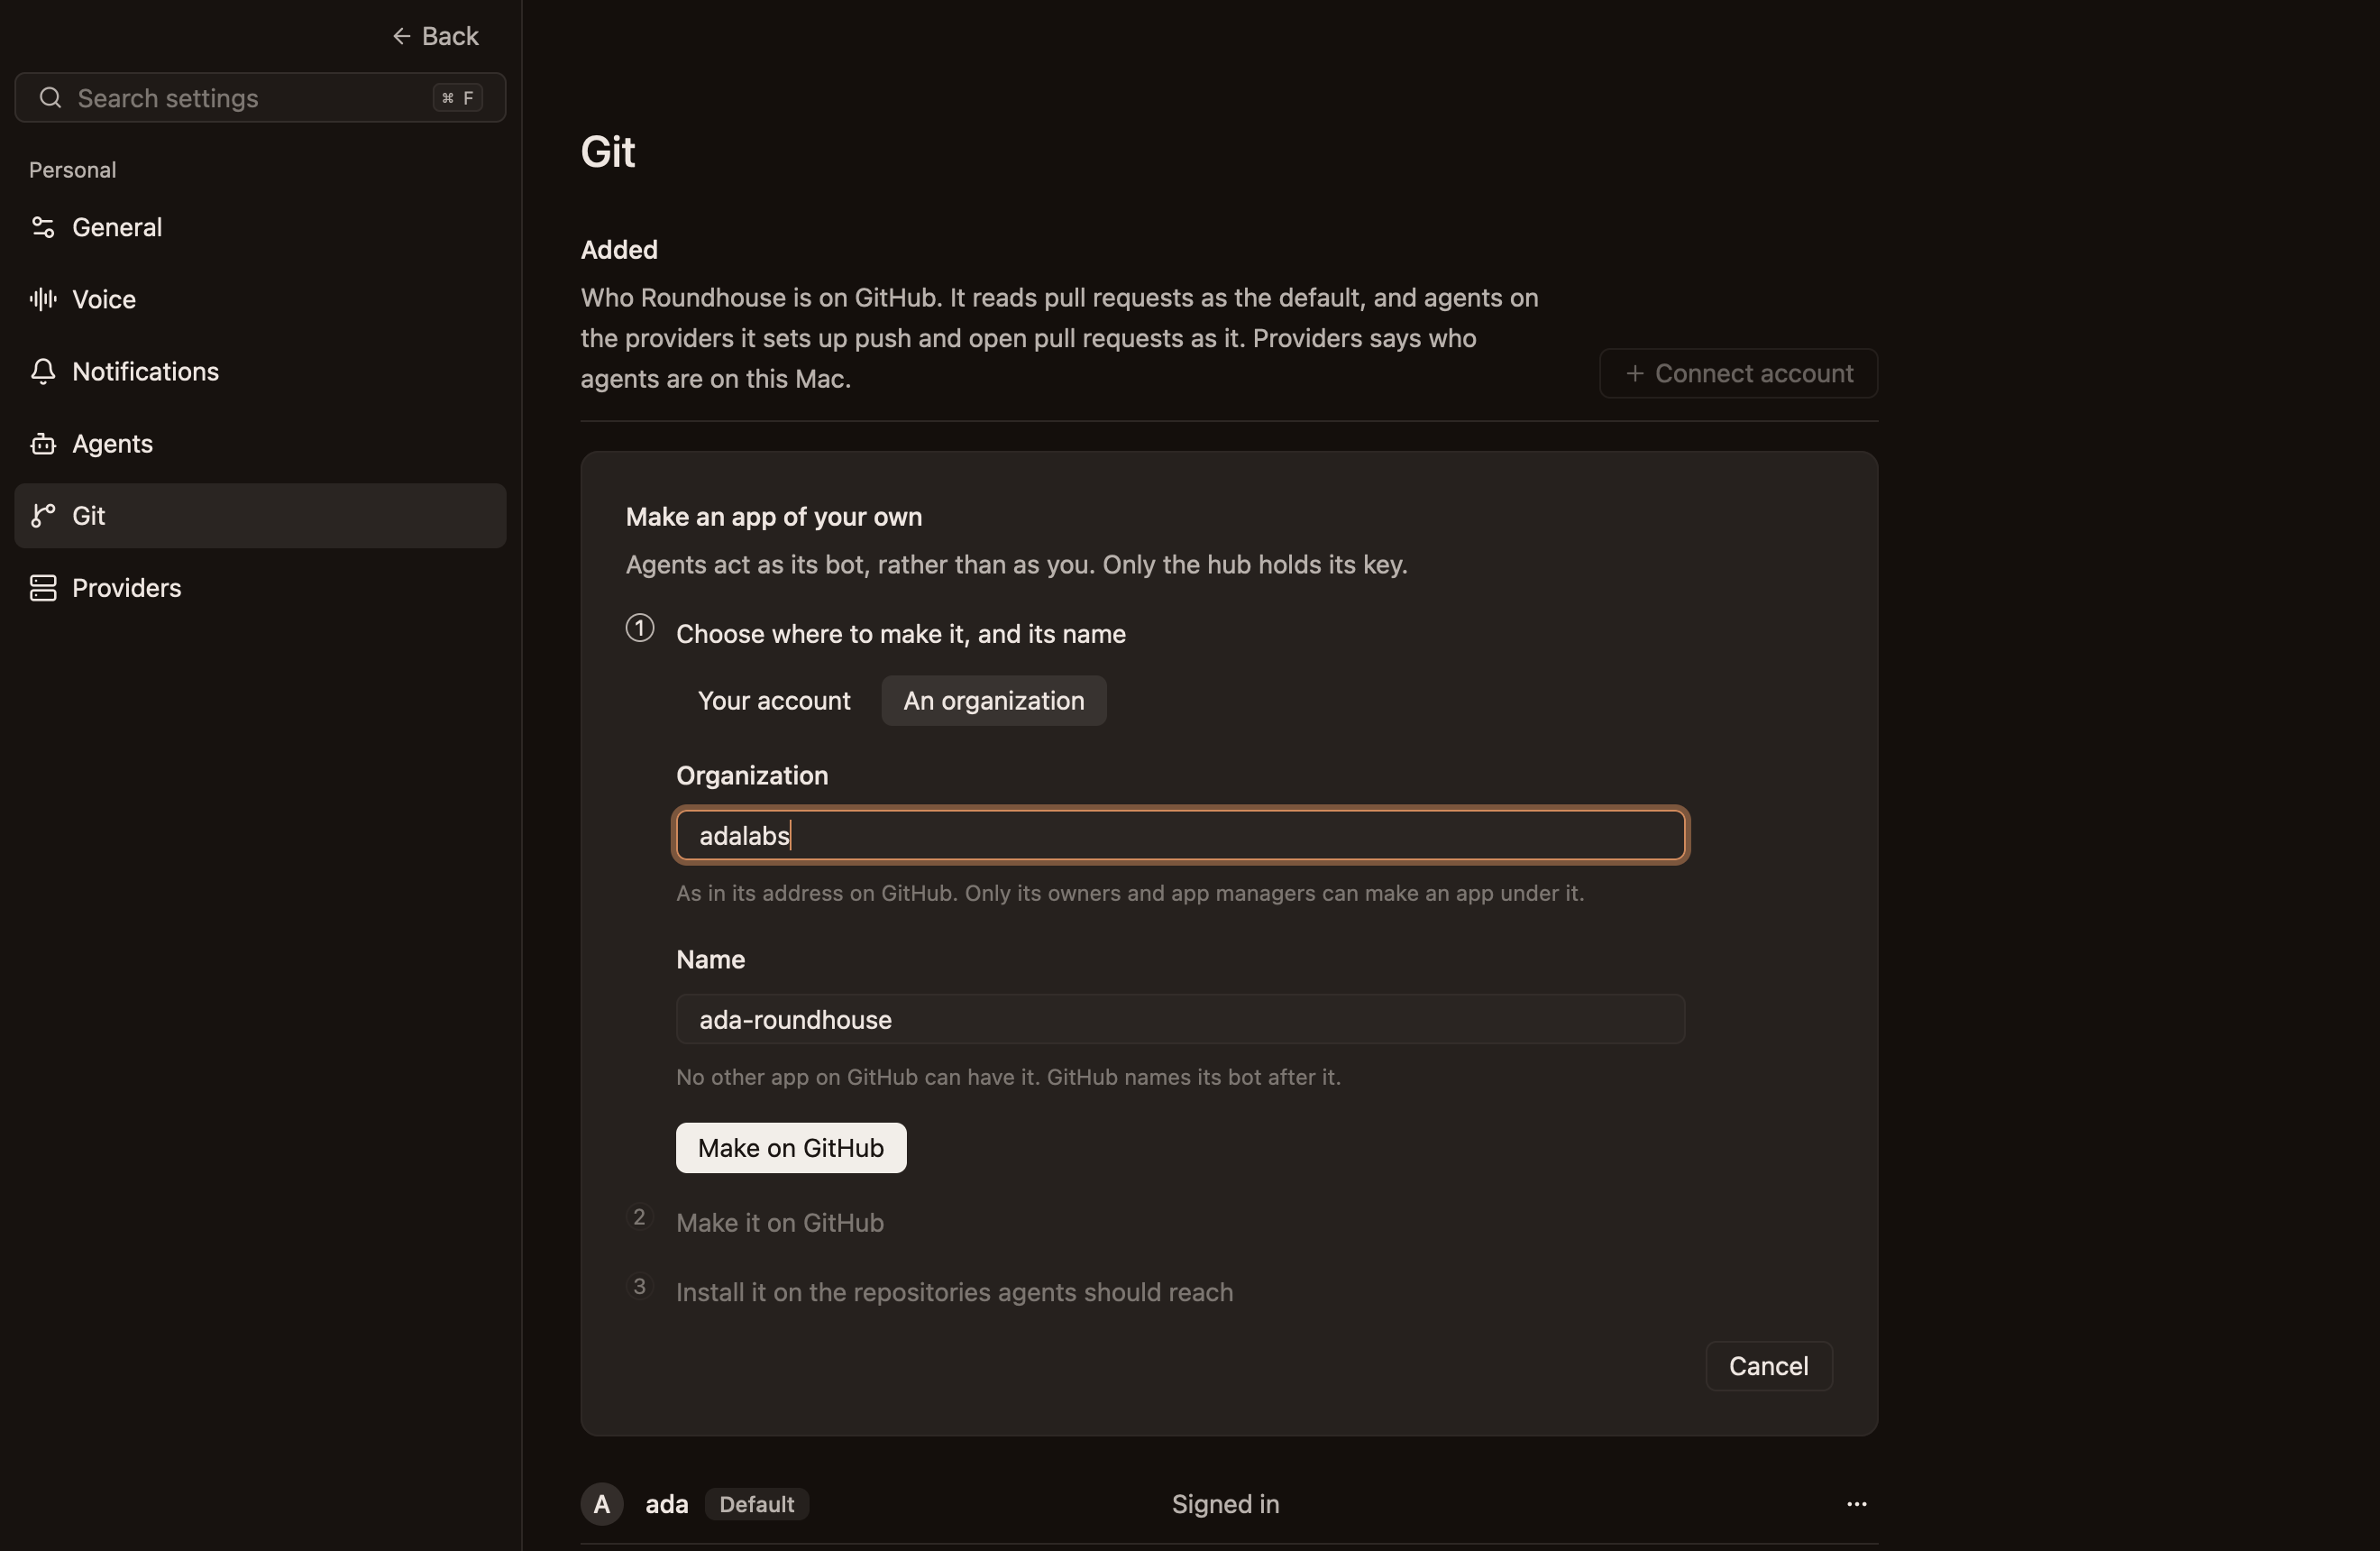 Back
Search settings
⌘ F
Personal
General
Voice
Notifications
Agents
Git
Providers
Git
Added
Who Roundhouse is on GitHub. It reads pull requests as the default, and agents on
the providers it sets up push and open pull requests as it. Providers says who
agents are on this Mac.
Connect account
Make an app of your own
Agents act as its bot, rather than as you. Only the hub holds its key.
1 Choose where to make it, and its name
Your account An organization
Organization
adalabs
As in its address on GitHub. Only its owners and app managers can make an app under it.
Name
ada-roundhouse
No other app on GitHub can have it. GitHub names its bot after it.
Make on GitHub
2 Make it on GitHub
3 Install it on the repositories agents should reach
Cancel
A ada Default Signed in